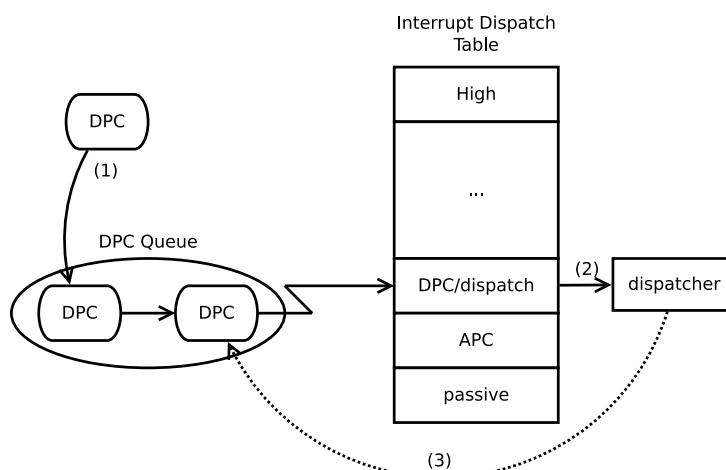 Interrupt Dispatch
Table
High
DPC
(1)
...
DPC Queue
DPC
DPC
DPC/dispatch
(2)
dispatcher
APC
passive
(3)